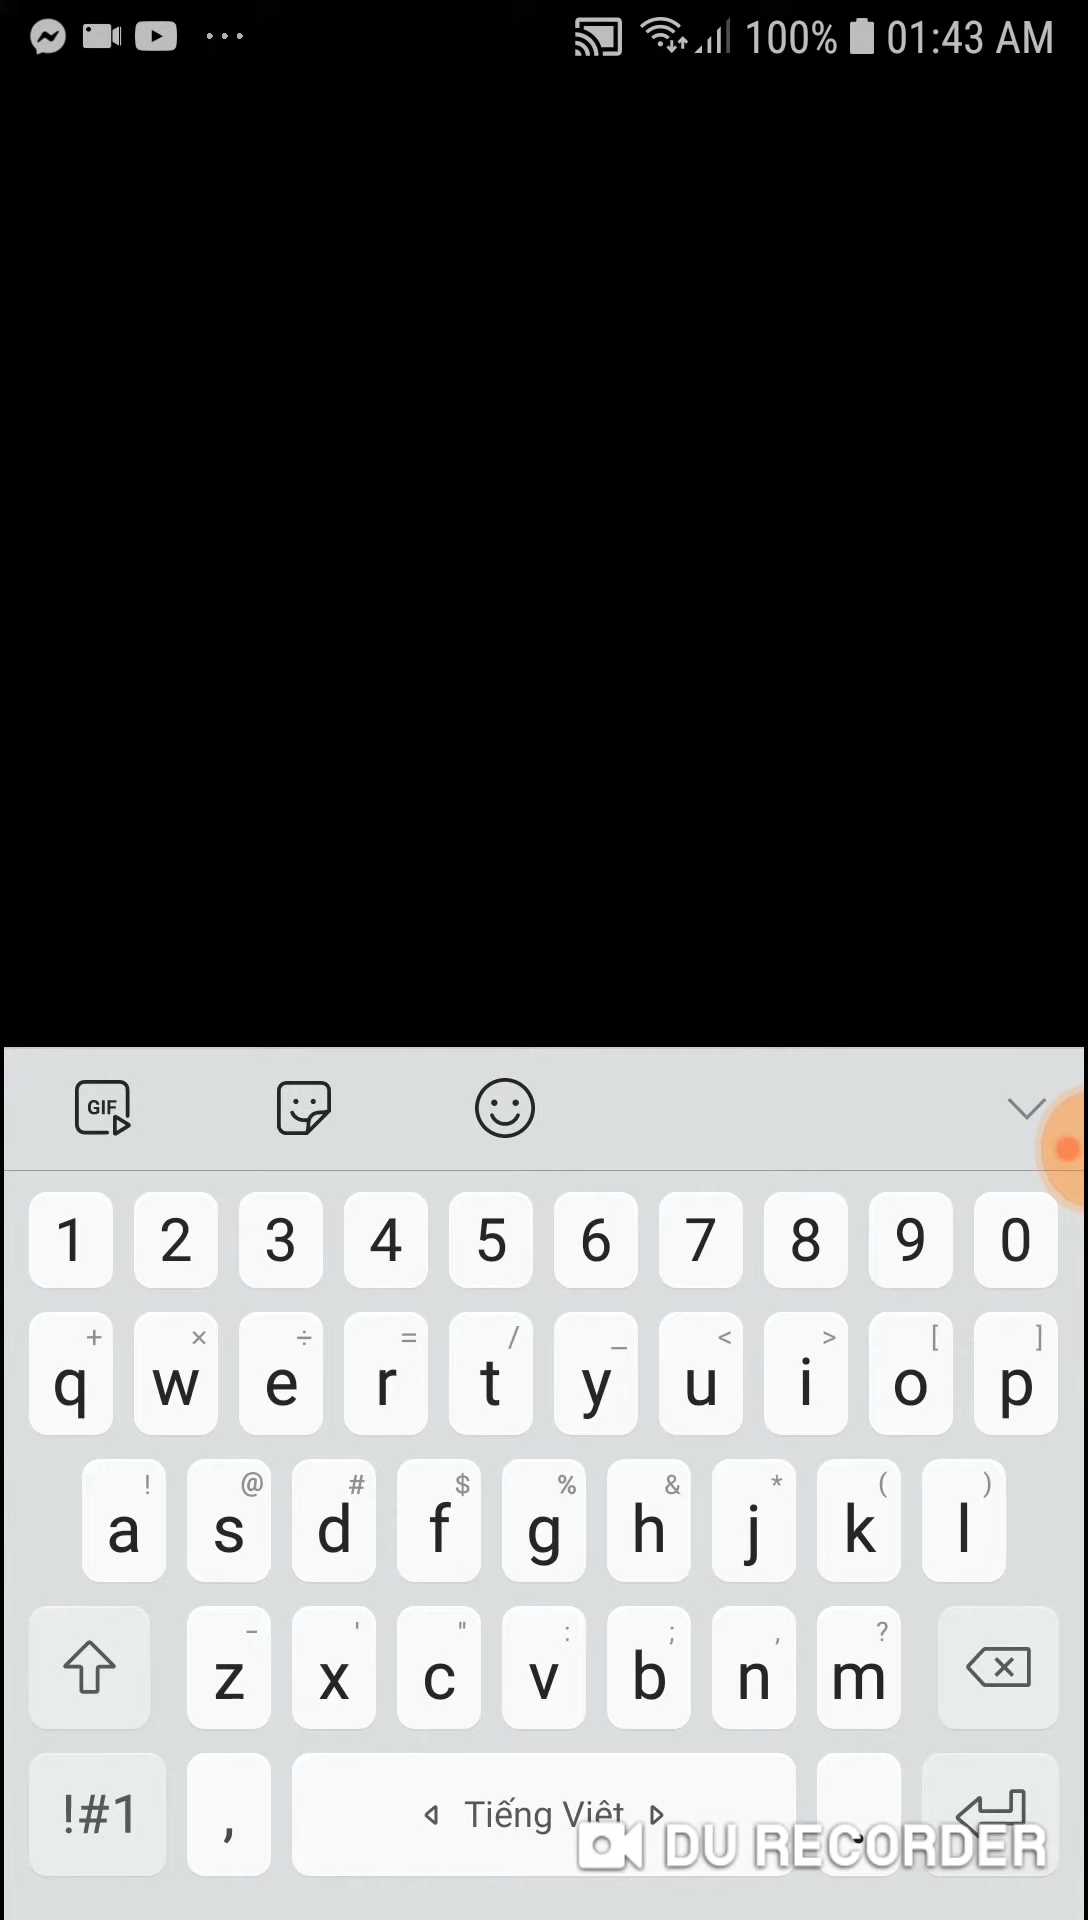 100% 01:43 AM
GIF
1 2 3 4 5 6 7 8 9 0
+ × ÷ = / _ < > [ ]
q w e r t y u i o p
! @ # $ % & * ( )
a s d f g h j k l
- ' " : ; , ?
z x c v b n m
!#1 , Tiếng Việt .
DU RECORDER